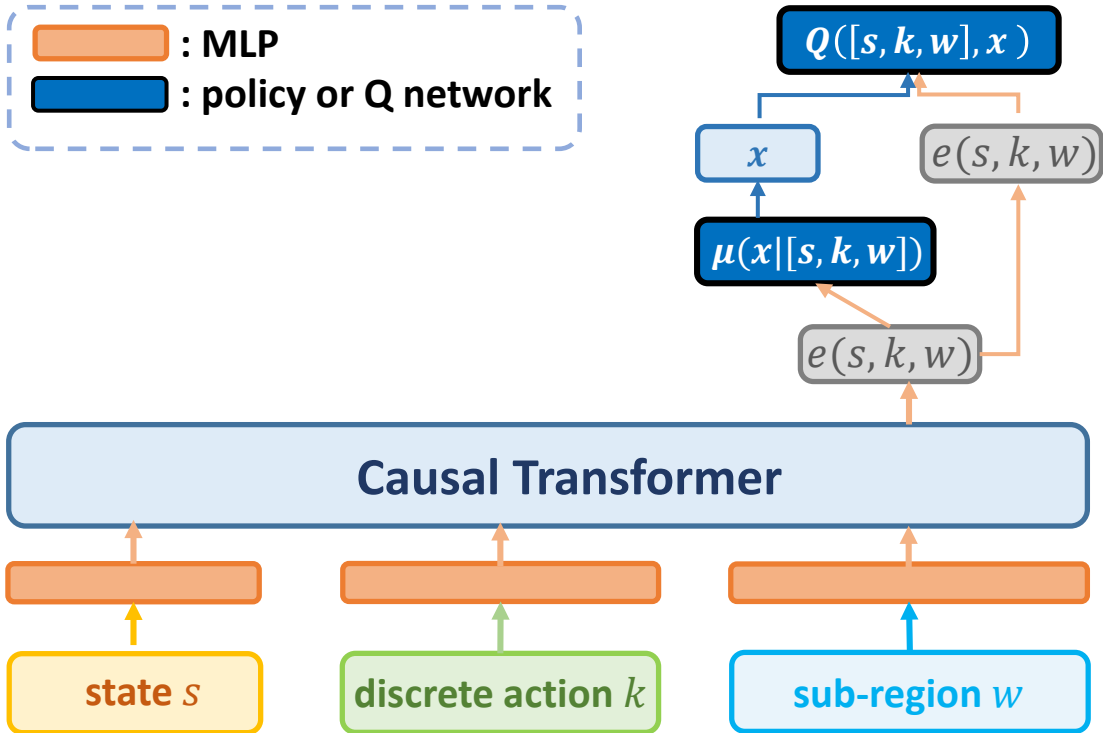 : MLP
: policy or Q network
Q([s, k, w], x )
x
e(s, k, w)
μ(x|[s, k, w])
e(s, k, w)
Causal Transformer
state s
discrete action k
sub-region w